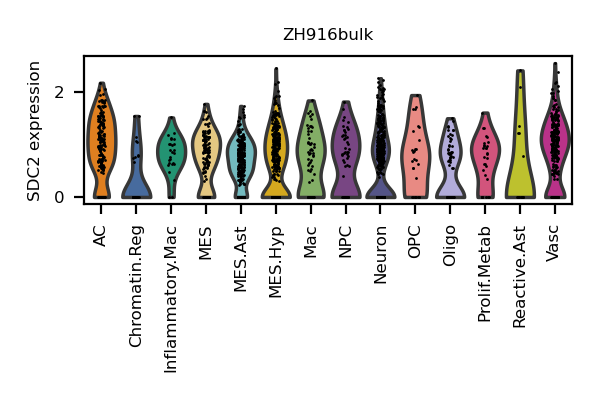 ZH916bulk
SDC2 expression
2
0
AC
Chromatin.Reg
Inflammatory.Mac
MES
MES.Ast
MES.Hyp
Mac
NPC
Neuron
OPC
Oligo
Prolif.Metab
Reactive.Ast
Vasc